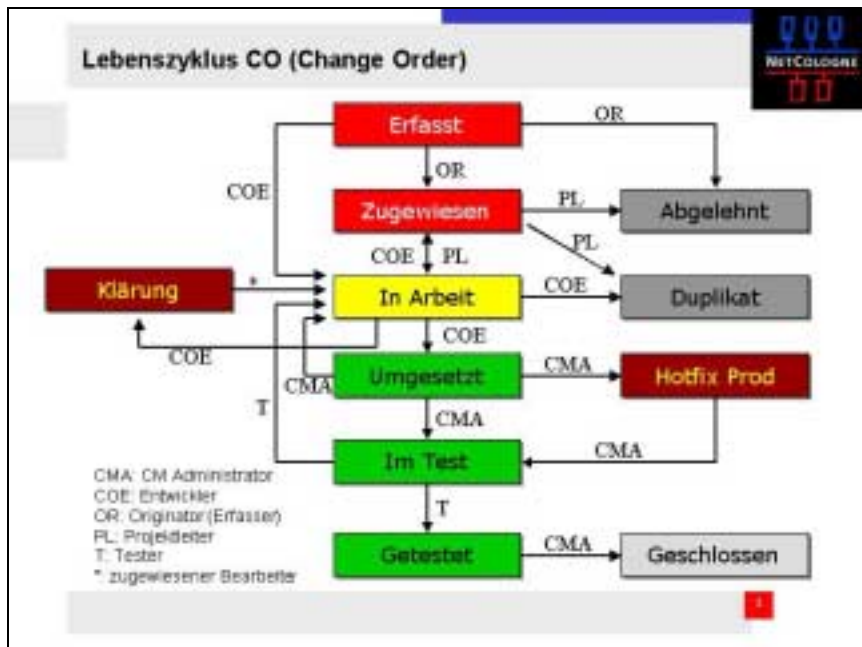 Lebenszyklus CO (Change Order)
NETCOLOGNE
Erfasst
OR
OR
COE
Zugewiesen
PL
Abgelehnt
PL
COE
PL
Klärung
*
In Arbeit
COE
Duplikat
COE
COE
CMA
Umgesetzt
CMA
Hotfix Prod
T
CMA
Im Test
CMA
T
Getestet
CMA
Geschlossen
CMA: CM Administrator
COE: Entwickler
OR: Originator (Erfasser)
PL: Projektleiter
T: Tester
*: zugewiesener Bearbeiter